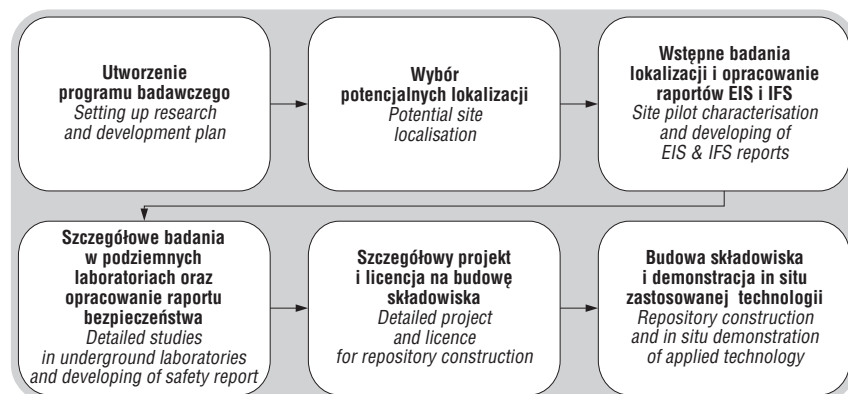 Utworzenie
programu badawczego
Setting up research
and development plan
Wybór
potencjalnych lokalizacji
Potential site
localisation
Wstępne badania
lokalizacji i opracowanie
raportów EIS i IFS
Site pilot characterisation
and developing of
EIS & IFS reports
Szczegółowe badania
w podziemnych
laboratoriach oraz
opracowanie raportu
bezpieczeństwa
Detailed studies
in underground laboratories
and developing of safety report
Szczegółowy projekt
i licencja na budowę
składowiska
Detailed project
and licence
for repository construction
Budowa składowiska
i demonstracja in situ
zastosowanej technologii
Repository construction
and in situ demonstration
of applied technology